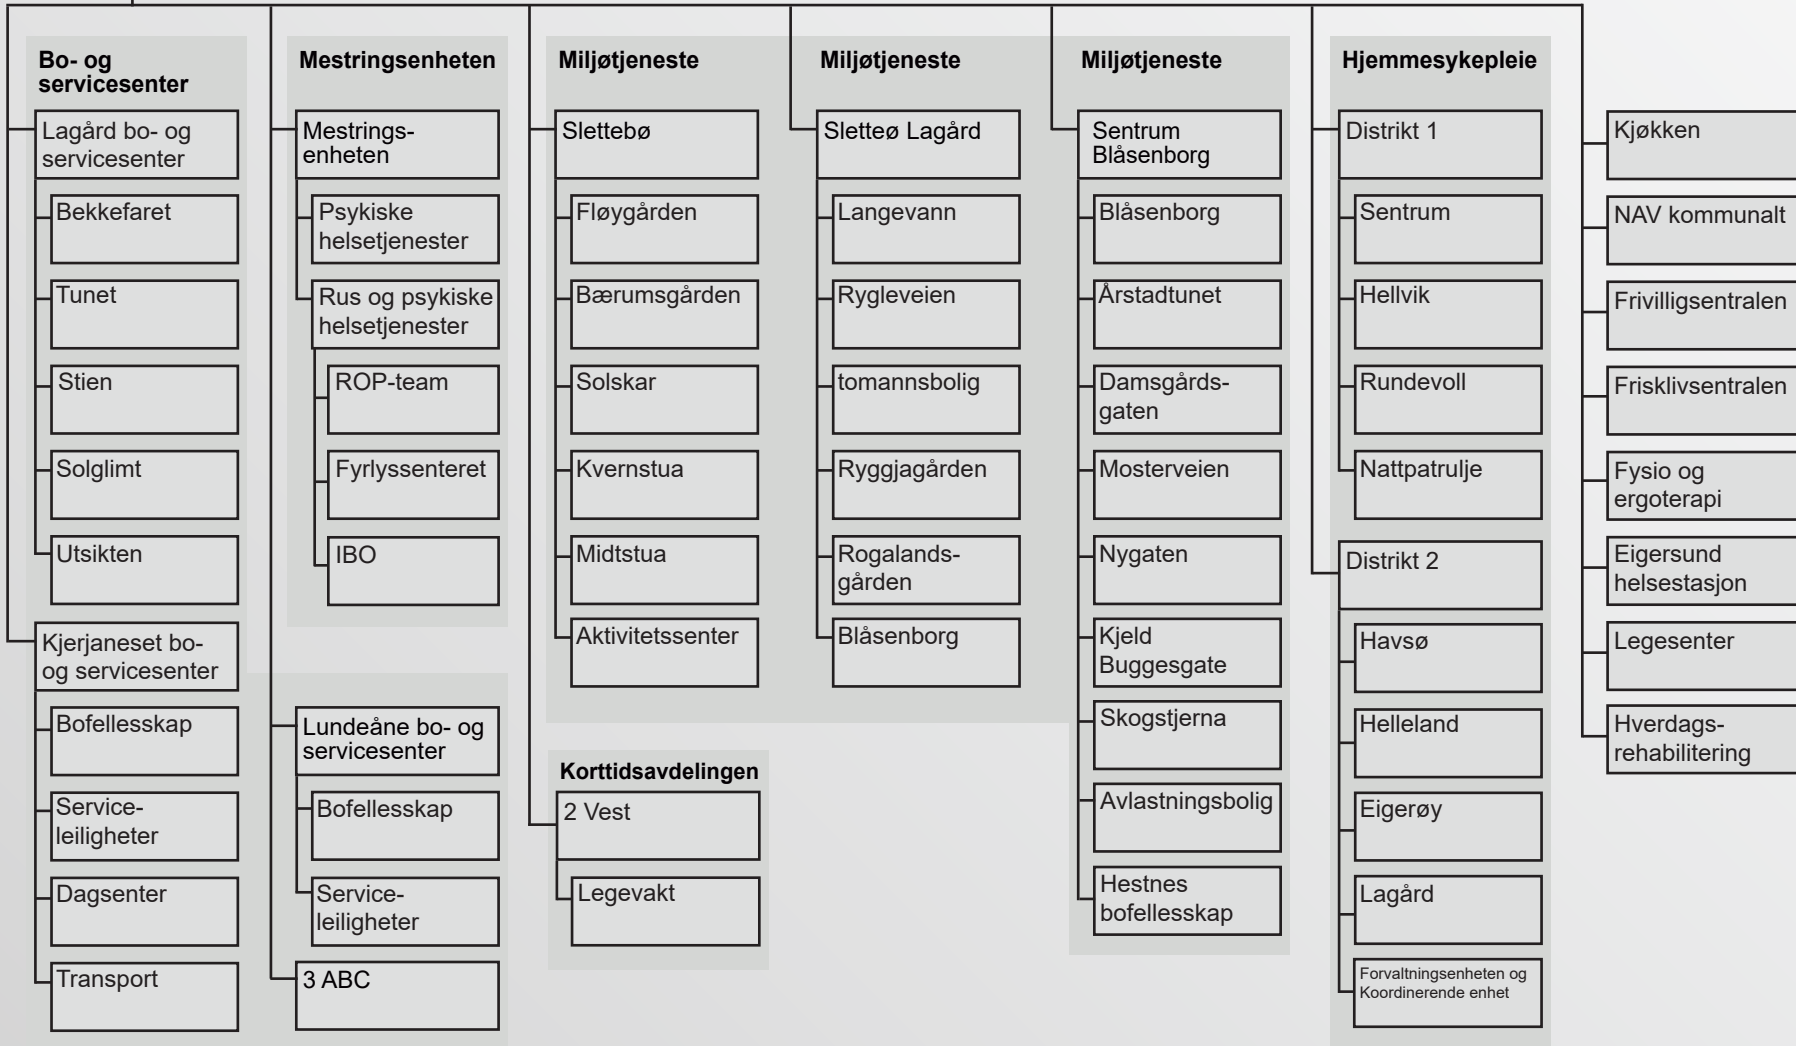 Bo- og
servicesenter
Lagård bo- og
servicesenter
Bekkefaret
Tunet
Stien
Solglimt
Utsikten
Kjerjaneset bo-
og servicesenter
Bofellesskap
Service-
leiligheter
Dagsenter
Transport
Mestringsenheten
Mestrings-
enheten
Psykiske
helsetjenester
Rus og psykiske
helsetjenester
ROP-team
Fyrlyssenteret
IBO
Lundeåne bo- og
servicesenter
Bofellesskap
Service-
leiligheter
3 ABC
Miljøtjeneste
Slettebø
Fløygården
Bærumsgården
Solskar
Kvernstua
Midtstua
Aktivitetssenter
Korttidsavdelingen
2 Vest
Legevakt
Miljøtjeneste
Sletteø Lagård
Langevann
Rygleveien
tomannsbolig
Ryggjagården
Rogalands-
gården
Blåsenborg
Miljøtjeneste
Sentrum
Blåsenborg
Blåsenborg
Årstadtunet
Damsgårds-
gaten
Mosterveien
Nygaten
Kjeld
Buggesgate
Skogstjerna
Avlastningsbolig
Hestnes
bofellesskap
Hjemmesykepleie
Distrikt 1
Sentrum
Hellvik
Rundevoll
Nattpatrulje
Distrikt 2
Havsø
Helleland
Eigerøy
Lagård
Forvaltningsenheten og
Koordinerende enhet
Kjøkken
NAV kommunalt
Frivilligsentralen
Frisklivsentralen
Fysio og
ergoterapi
Eigersund
helsestasjon
Legesenter
Hverdags-
rehabilitering